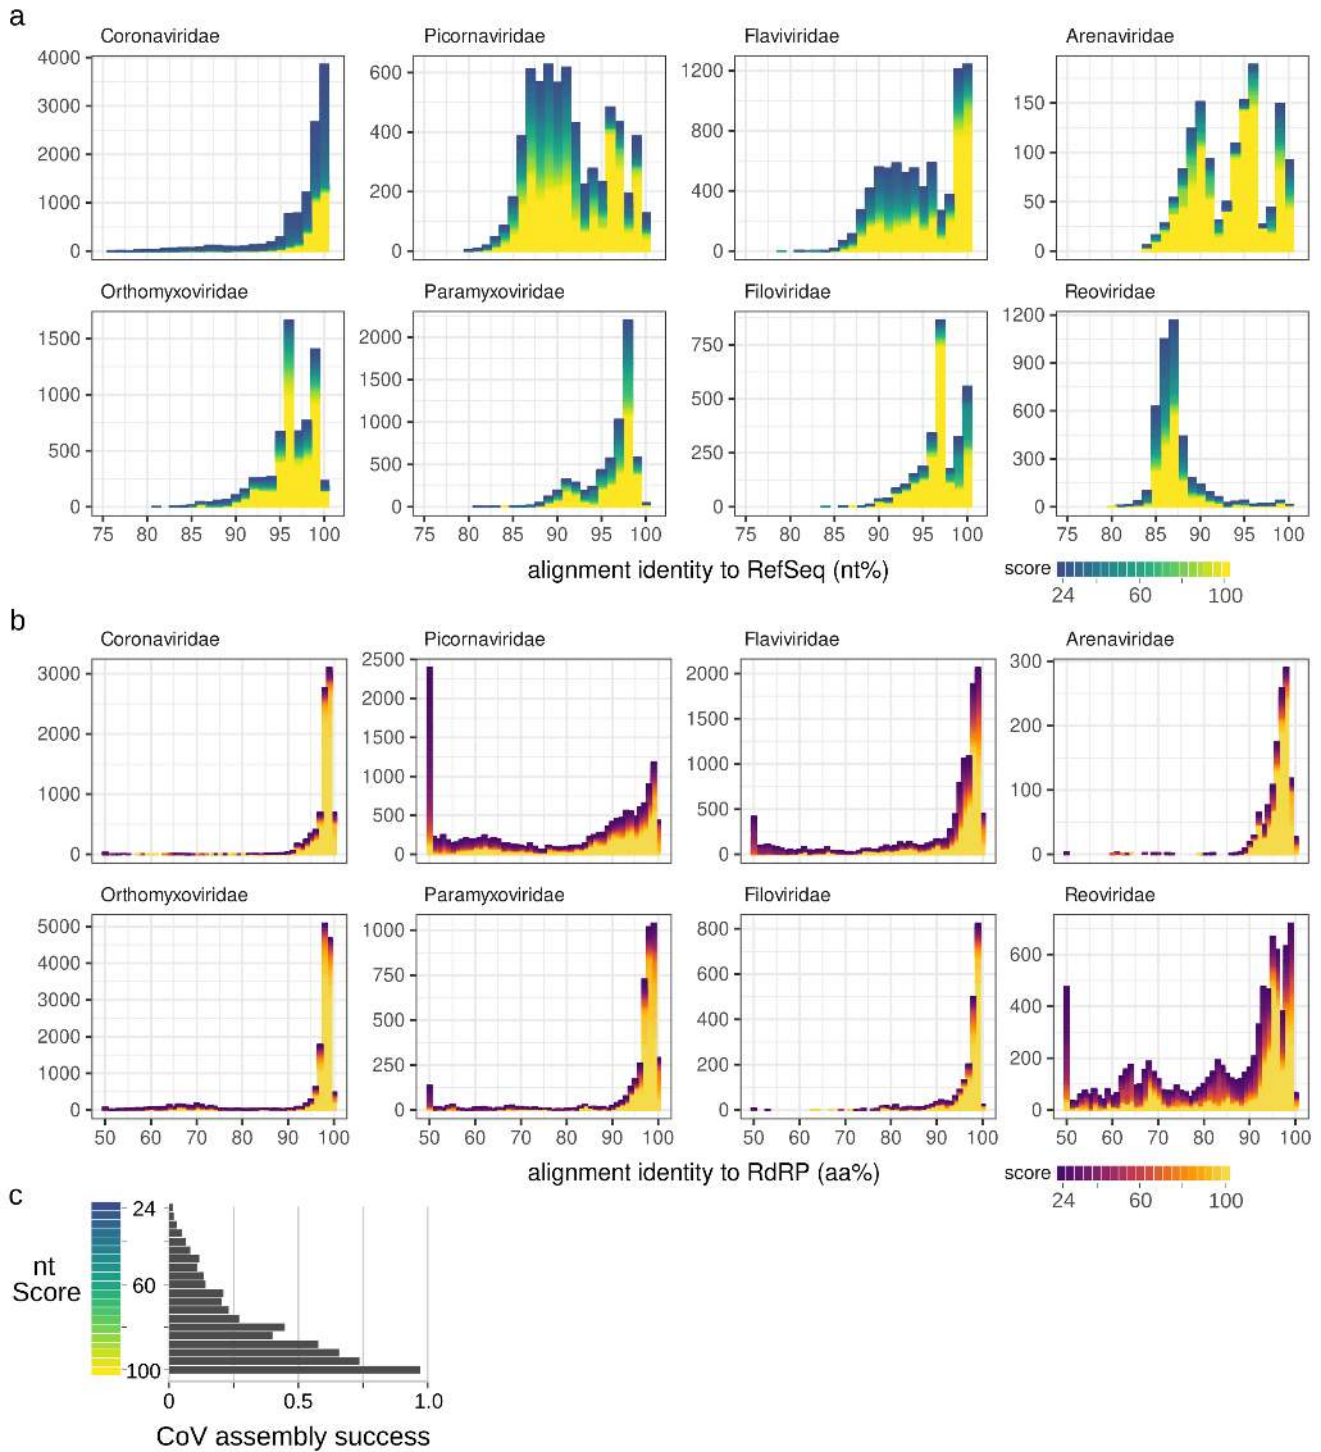 a
Coronaviridae Picornaviridae Flaviviridae Arenaviridae
4000 3000 2000 1000 0
600 400 200 0
1200 800 400 0
150 100 50 0
Orthomyxoviridae Paramyxoviridae Filoviridae Reoviridae
1500 1000 500 0
2000 1500 1000 500 0
750 500 250 0
1200 900 600 300 0
75 80 85 90 95 100 75 80 85 90 95 100 75 80 85 90 95 100 75 80 85 90 95 100
alignment identity to RefSeq (nt%)
score
24 60 100
b
Coronaviridae Picornaviridae Flaviviridae Arenaviridae
3000 2000 1000 0
2500 2000 1500 1000 500 0
2000 1500 1000 500 0
300 200 100 0
Orthomyxoviridae Paramyxoviridae Filoviridae Reoviridae
5000 4000 3000 2000 1000 0
1000 750 500 250 0
800 600 400 200 0
600 400 200 0
50 60 70 80 90 100 50 60 70 80 90 100 50 60 70 80 90 100 50 60 70 80 90 100
alignment identity to RdRP (aa%)
score
24 60 100
c
nt
Score
24
60
100
0 0.5 1.0
CoV assembly success